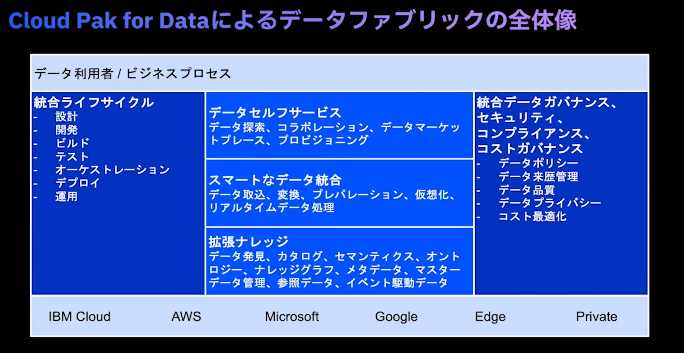 Cloud Pak for Dataによるデータファブリックの全体像
データ利用者 / ビジネスプロセス
統合ライフサイクル
- 設計
- 開発
- ビルド
- テスト
- オーケストレーション
- デプロイ
- 運用
データセルフサービス
データ探索、コラボレーション、データマーケッ
トプレース、プロビジョニング
スマートなデータ統合
データ取込、変換、プレパレーション、仮想化、
リアルタイムデータ処理
拡張ナレッジ
データ発見、カタログ、セマンティクス、オント
ロジー、ナレッジグラフ、メタデータ、マスター
データ管理、参照データ、イベント駆動データ
統合データガバナンス、
セキュリティ、
コンプライアンス、
コストガバナンス
- データポリシー
- データ来歴管理
- データ品質
- データプライバシー
- コスト最適化
IBM Cloud AWS Microsoft Google Edge Private